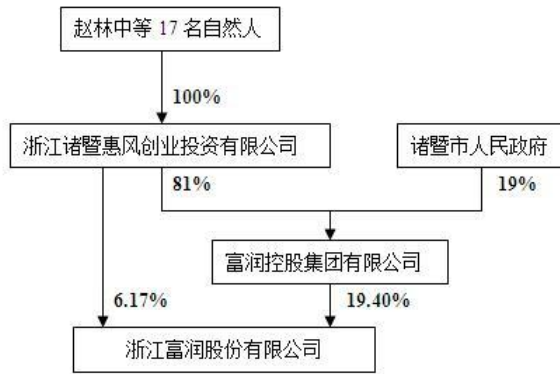 赵林中等 17 名自然人
100%
浙江诸暨惠风创业投资有限公司
诸暨市人民政府
81%
19%
富润控股集团有限公司
6.17%
19.40%
浙江富润股份有限公司